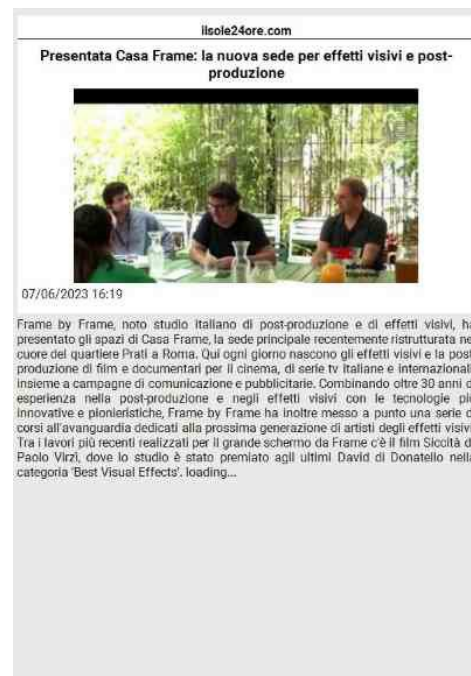 ilsole24ore.com
Presentata Casa Frame: la nuova sede per effetti visivi e post-
produzione
07/06/2023 16:19
Frame by Frame, noto studio italiano di post-produzione e di effetti visivi, ha
presentato gli spazi di Casa Frame, la sede principale recentemente ristrutturata nel
cuore del quartiere Prati a Roma. Qui ogni giorno nascono gli effetti visivi e la post-
produzione di film e documentari per il cinema, di serie tv italiane e internazionali
insieme a campagne di comunicazione e pubblicitarie. Combinando oltre 30 anni d
esperienza nella post-produzione e negli effetti visivi con le tecnologie più
innovative e pionieristiche, Frame by Frame ha inoltre messo a punto una serie d
corsi all'avanguardia dedicati alla prossima generazione di artisti degli effetti visivi
Tra i lavori più recenti realizzati per il grande schermo da Frame c'è il film Siccità d
Paolo Virzì, dove lo studio è stato premiato agli ultimi David di Donatello nella
categoria 'Best Visual Effects'. loading...